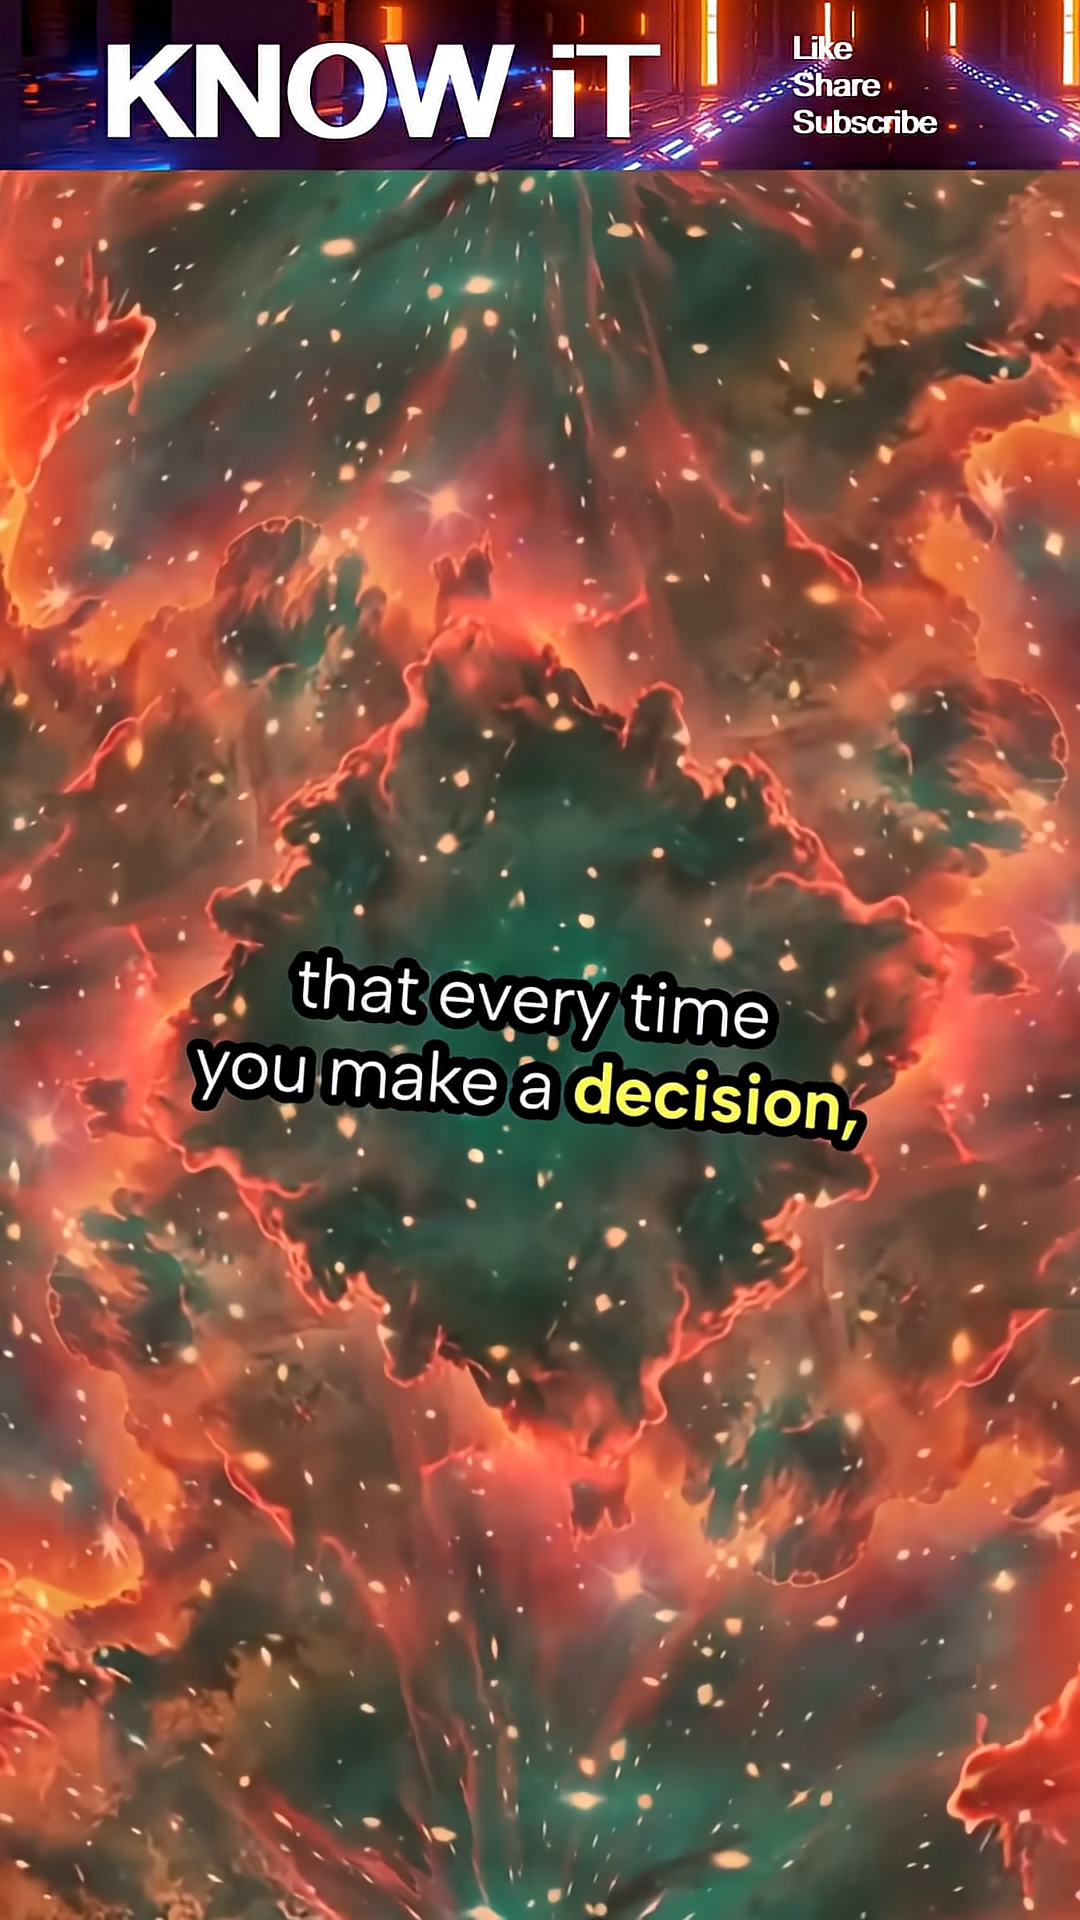 KNOW iT
Like
Share
Subscribe
that every time
you make a decision,